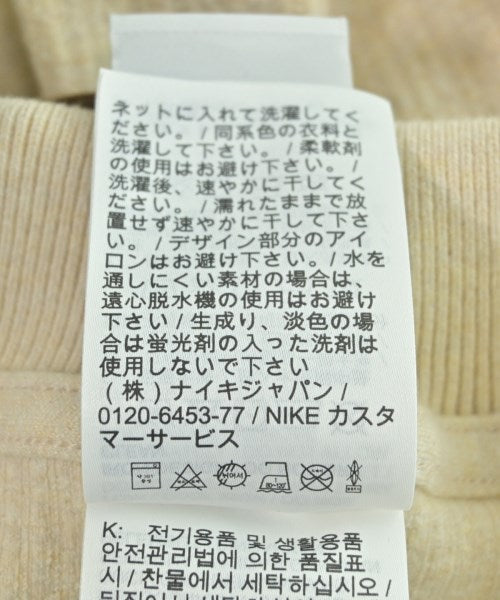 ネットに入れて洗濯してく
ださい。/ 同系色の衣料と
洗濯して下さい。/ 柔軟剤
の使用はお避け下さい。/
洗濯後、速やかに干してく
ださい。/ 濡れたままで放
置せず速やかに干して下さ
い。/ デザイン部分のアイ
ロンはお避け下さい。/ 水を
通しにくい素材の場合は、
遠心脱水機の使用はお避け
下さい / 生成り、淡色の場
合は蛍光剤の入った洗剤は
使用しないで下さい
(株) ナイキジャパン /
0120-6453-77 / NIKE カスタ
マーサービス
80-120°
K: 전기용품 및 생활용품
안전관리법에 의한 품질표
시 / 찬물에서 세탁하십시오 /